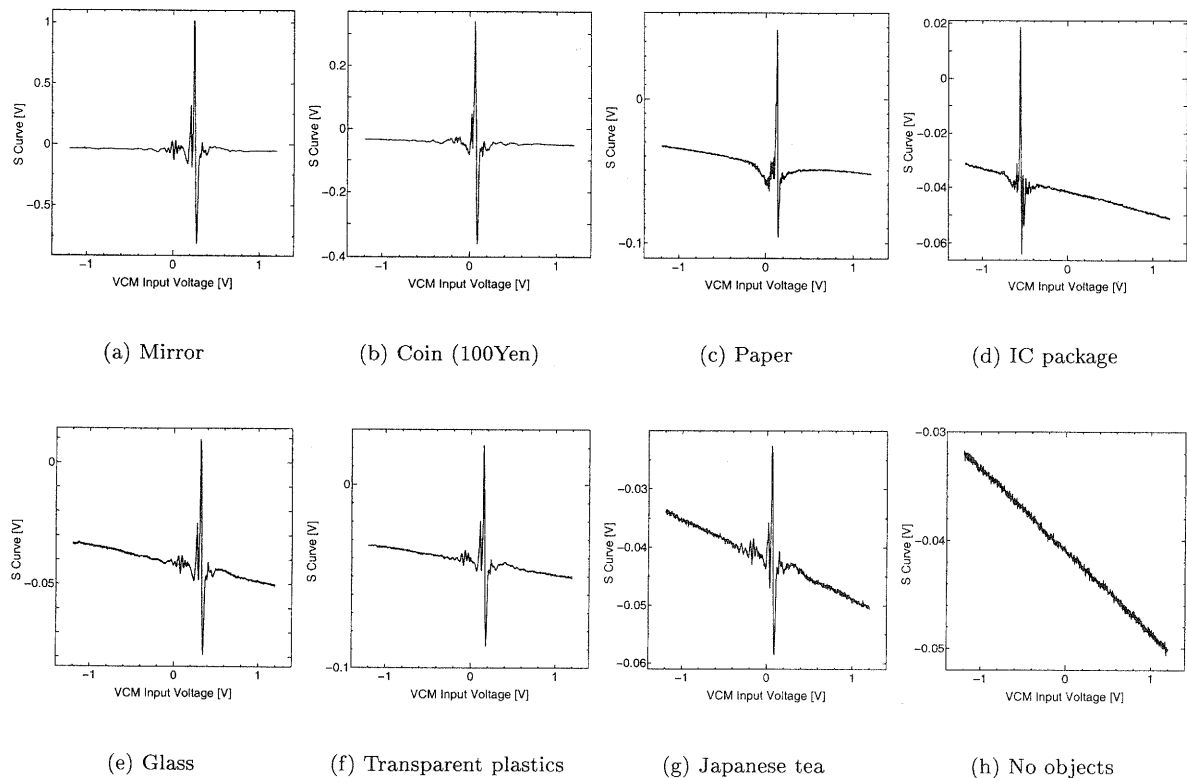 S Curve [V]
1
0.5
0
−0.5
−1
0
1
VCM Input Voltage [V]
(a) Mirror
S Curve [V]
0.2
0
−0.2
−0.4
−1
0
1
VCM Input Voltage [V]
(b) Coin (100Yen)
S Curve [V]
0
−0.1
−1
0
1
VCM Input Voltage [V]
(c) Paper
S Curve [V]
0.02
0
−0.02
−0.04
−0.06
−1
0
1
VCM Input Voltage [V]
(d) IC package
S Curve [V]
0
−0.05
−1
0
1
VCM Input Voltage [V]
(e) Glass
S Curve [V]
0
−0.1
−1
0
1
VCM Input Voltage [V]
(f) Transparent plastics
S Curve [V]
−0.03
−0.04
−0.05
−0.06
−1
0
1
VCM Input Voltage [V]
(g) Japanese tea
S Curve [V]
−0.03
−0.04
−0.05
−1
0
1
VCM Input Voltage [V]
(h) No objects